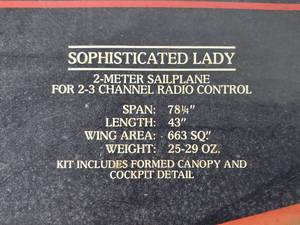 SOPHISTICATED LADY
2-METER SAILPLANE
FOR 2-3 CHANNEL RADIO CONTROL
SPAN: 78¼"
LENGTH: 43"
WING AREA: 663 SQ."
WEIGHT: 25-29 OZ.
KIT INCLUDES FORMED CANOPY AND
COCKPIT DETAIL